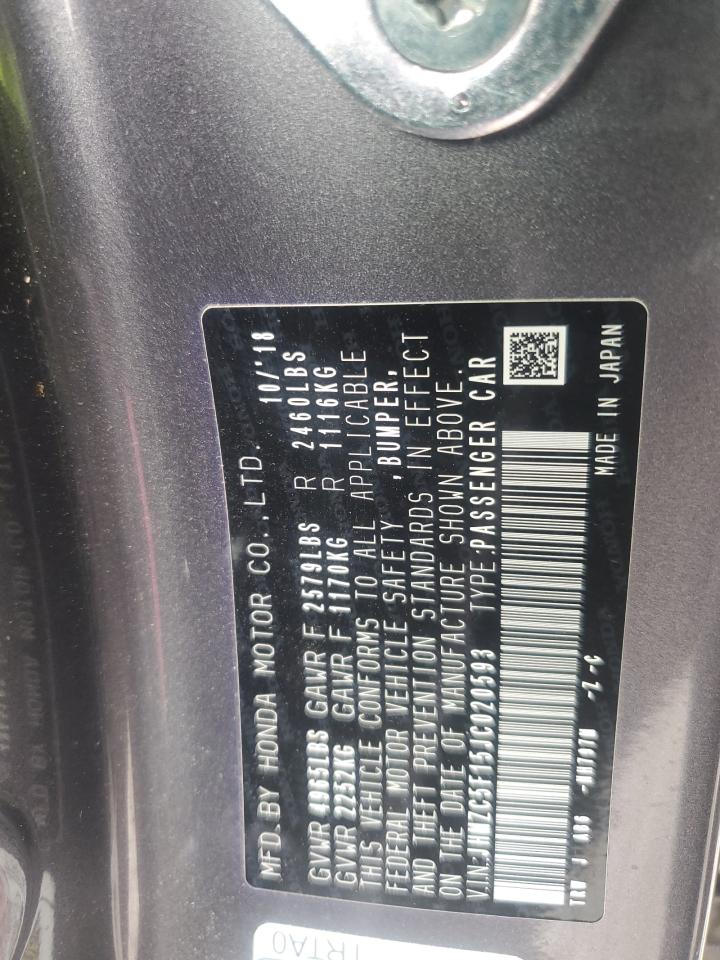 MFD. BY HONDA MOTOR CO., LTD. 10/'18
GVWR 4965LBS GAWR F 2579LBS R 2460LBS
GVWR 2252KG GAWR F 1170KG R 1116KG
THIS VEHICLE CONFORMS TO ALL APPLICABLE
FEDERAL MOTOR VEHICLE SAFETY ,BUMPER,
AND THEFT PREVENTION STANDARDS IN EFFECT
ON THE DATE OF MANUFACTURE SHOWN ABOVE.
V.I.N: TYPE:PASSENGER CAR
MADE IN JAPAN
TRTA0